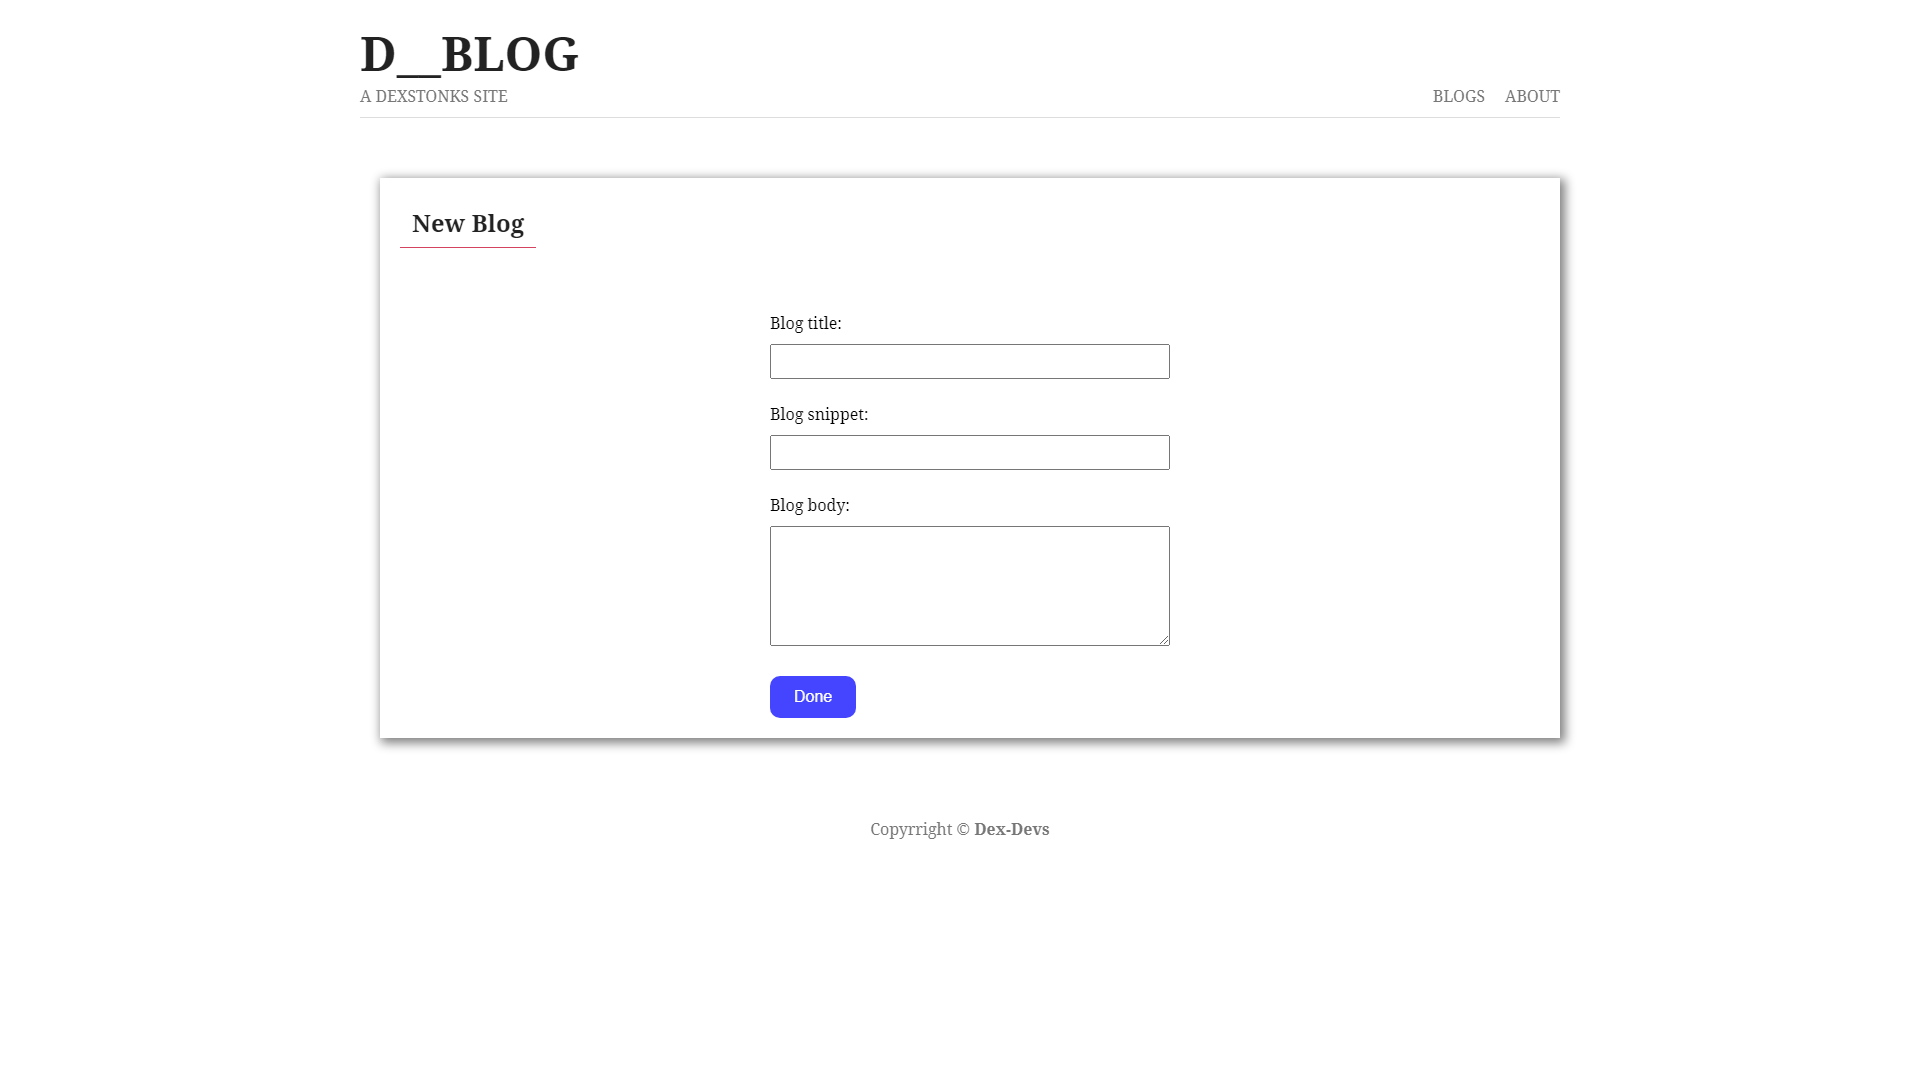 D__BLOG
A DEXSTONKS SITE
BLOGS ABOUT
New Blog
Blog title:
Blog snippet:
Blog body:
Done
Copyrright © Dex-Devs